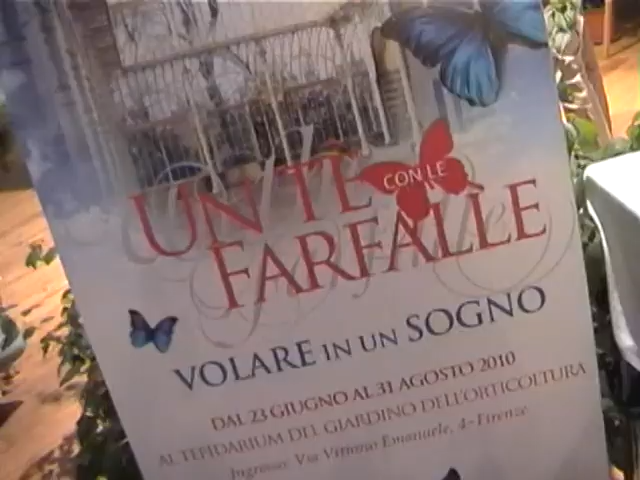 UN TÈ CON LE
FARFALLE
VOLARE IN UN SOGNO
DAL 23 GIUGNO AL 31 AGOSTO 2010
AL TEPIDARIUM DEL GIARDINO DELL'ORTICOLTURA
Ingresso: Via Vittorio Emanuele, 4 - Firenze